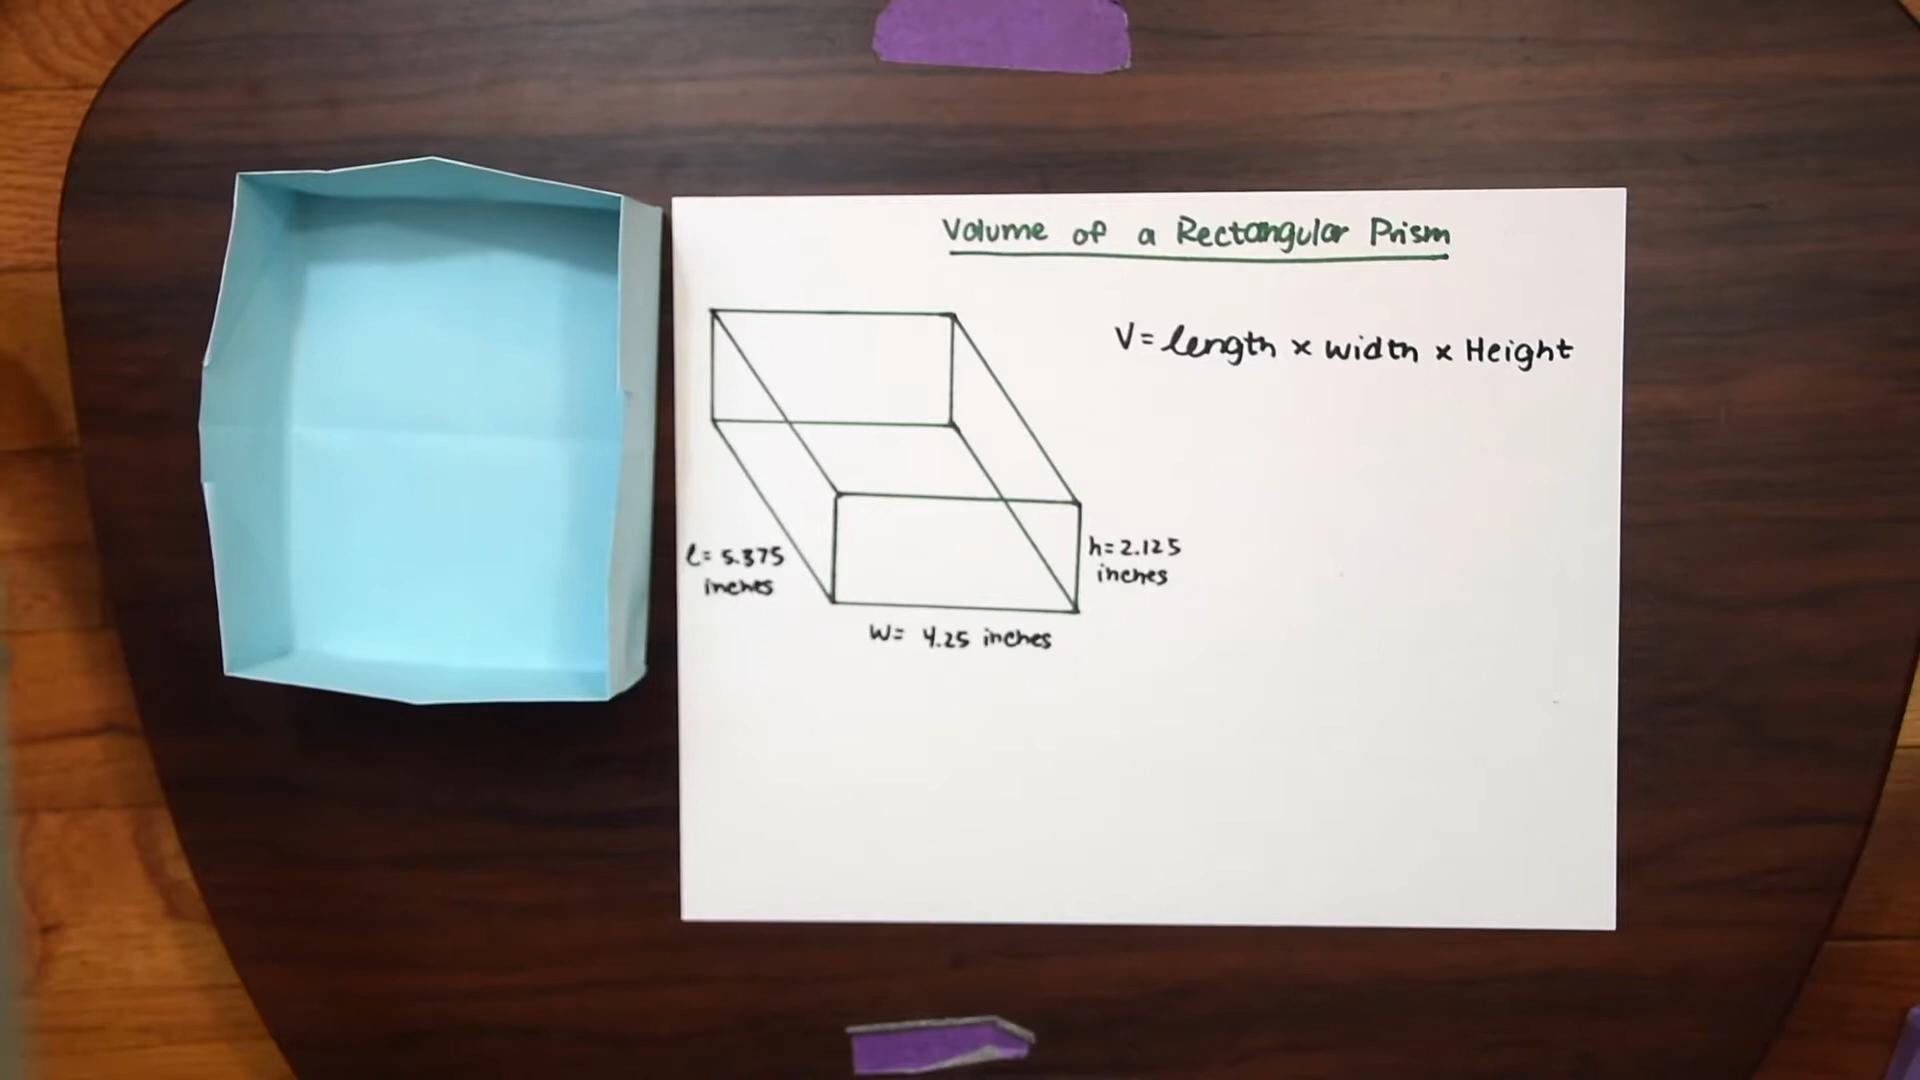 Volume of a Rectangular Prism
V= length x width x Height
l= 5.375
inches
h= 2.125
inches
w= 4.25 inches